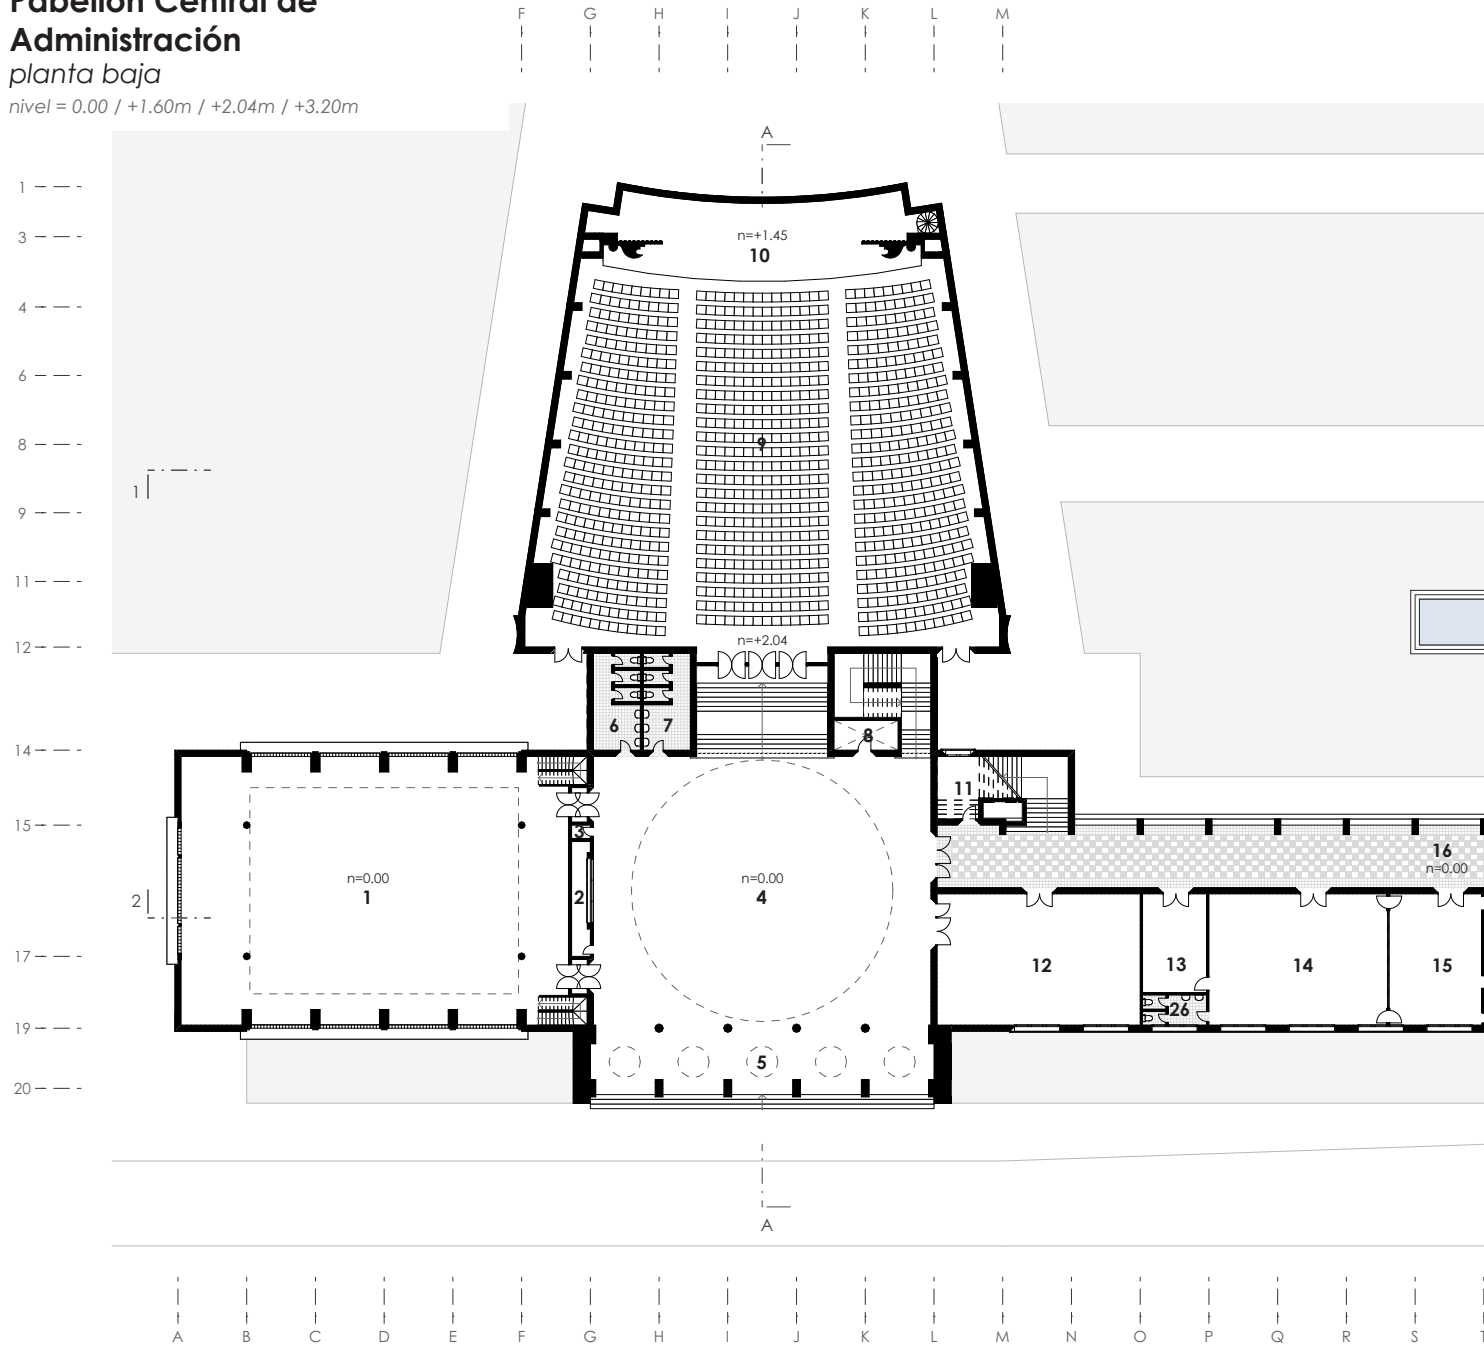 Pabellón Central de
Administración
planta baja
nivel = 0.00 / +1.60m / +2.04m / +3.20m
F G H I J K L M
A
1
3
n=+1.45
10
4
6
8
9
1
9
11
n=+2.04
12
6 7 8
14
11
15
3
16
n=0.00
n=0.00
1
n=0.00
4
2
2
17
12 13 14 15
26
19
5
20
A
A B C D E F G H I J K L M N O P Q R S